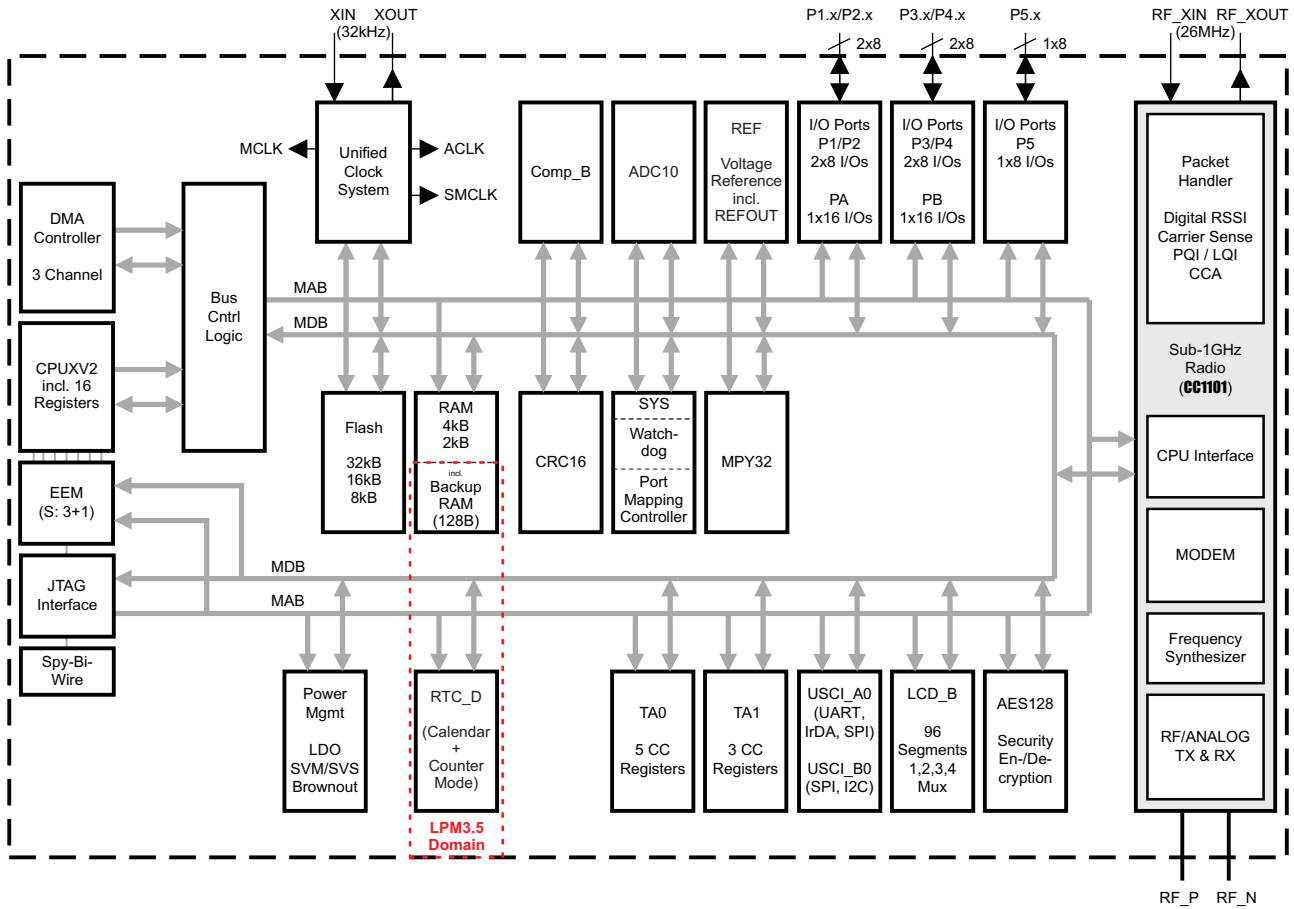 XIN XOUT
(32kHz)
P1.x/P2.x
2x8
P3.x/P4.x
2x8
P5.x
1x8
RF_XIN RF_XOUT
(26MHz)
MCLK
Unified
Clock
System
ACLK
SMCLK
Comp_B
ADC10
REF
Voltage
Reference
incl.
REFOUT
I/O Ports
P1/P2
2x8 I/Os
PA
1x16 I/Os
I/O Ports
P3/P4
2x8 I/Os
PB
1x16 I/Os
I/O Ports
P5
1x8 I/Os
Packet
Handler
Digital RSSI
Carrier Sense
PQI / LQI
CCA
DMA
Controller
3 Channel
Bus
Cntrl
Logic
MAB
MDB
CPUXV2
incl. 16
Registers
Sub-1GHz
Radio
(CC1101)
Flash
32kB
16kB
8kB
RAM
4kB
2kB
incl.
Backup
RAM
(128B)
CRC16
SYS
Watch-
dog
Port
Mapping
Controller
MPY32
CPU Interface
EEM
(S: 3+1)
MODEM
JTAG
Interface
MDB
MAB
Frequency
Synthesizer
Spy-Bi-
Wire
Power
Mgmt
LDO
SVM/SVS
Brownout
RTC_D
(Calendar
+
Counter
Mode)
LPM3.5
Domain
TA0
5 CC
Registers
TA1
3 CC
Registers
USCI_A0
(UART,
IrDA, SPI)
USCI_B0
(SPI, I2C)
LCD_B
96
Segments
1,2,3,4
Mux
AES128
Security
En-/De-
cryption
RF/ANALOG
TX & RX
RF_P RF_N